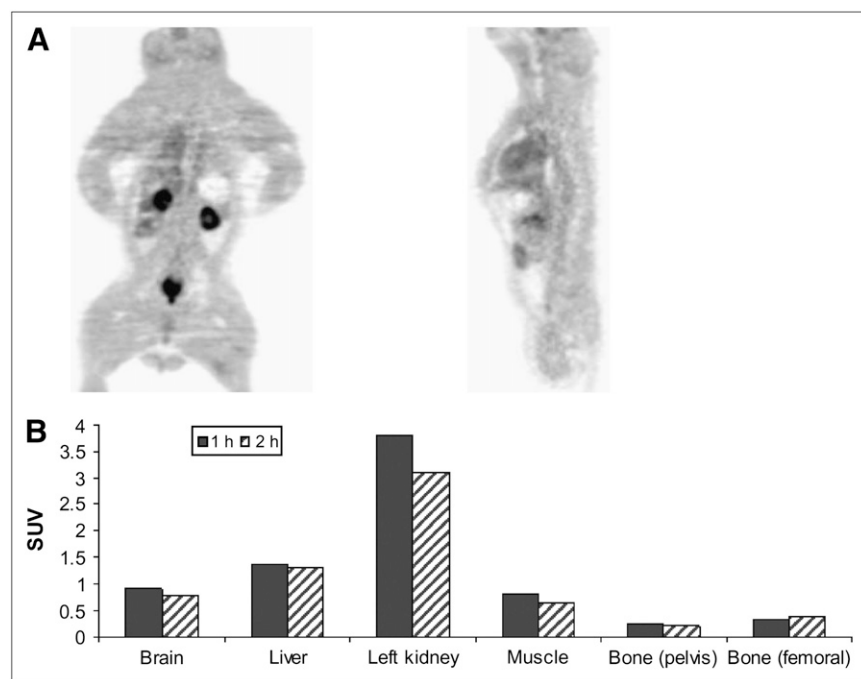 A
B
1 h 2 h
SUV
4
3.5
3
2.5
2
1.5
1
0.5
0
Brain Liver Left kidney Muscle Bone (pelvis) Bone (femoral)